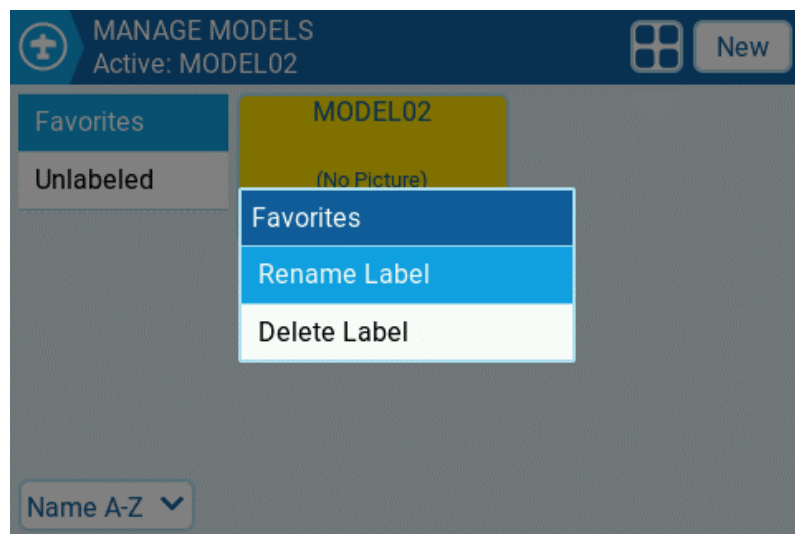 MANAGE MODELS
Active: MODEL02
New
Favorites
Unlabeled
MODEL02
(No Picture)
Favorites
Rename Label
Delete Label
Name A-Z